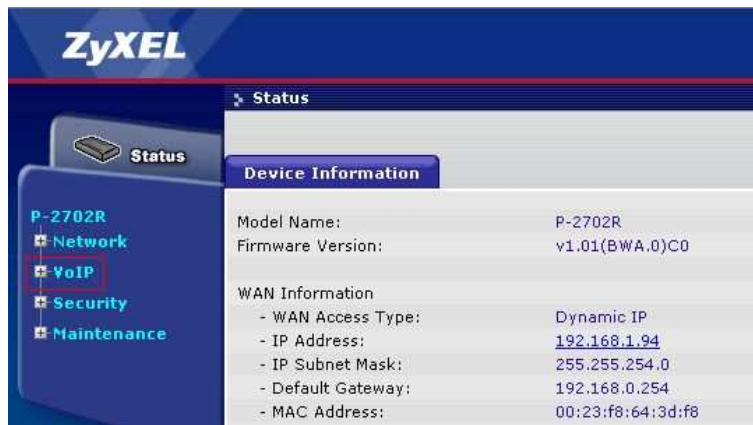 ZyXEL
Status
Status
Device Information
P-2702R
Network
VoIP
Security
Maintenance
Model Name: P-2702R
Firmware Version: v1.01(BWA.0)C0
WAN Information
- WAN Access Type: Dynamic IP
- IP Address: 192.168.1.94
- IP Subnet Mask: 255.255.254.0
- Default Gateway: 192.168.0.254
- MAC Address: 00:23:f8:64:3d:f8